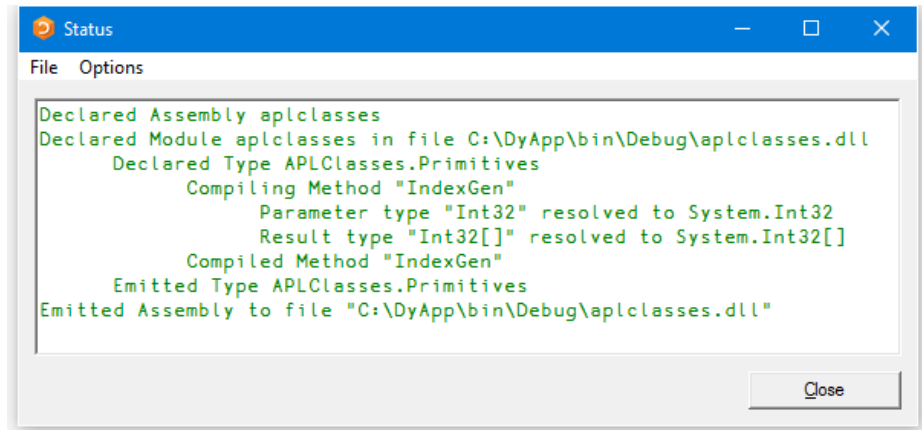 Status
File Options
Declared Assembly aplclasses
Declared Module aplclasses in file C:\DyApp\bin\Debug\aplclasses.dll
Declared Type APLClasses.Primitives
Compiling Method "IndexGen"
Parameter type "Int32" resolved to System.Int32
Result type "Int32[]" resolved to System.Int32[]
Compiled Method "IndexGen"
Emitted Type APLClasses.Primitives
Emitted Assembly to file "C:\DyApp\bin\Debug\aplclasses.dll"
Close